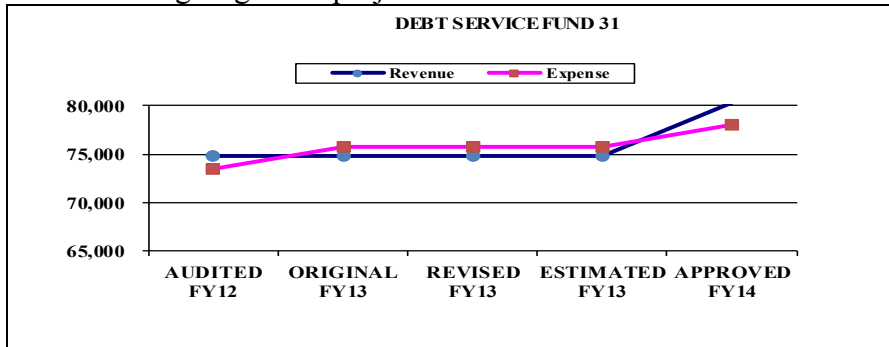 DEBT SERVICE FUND 31
Revenue Expense
80,000
75,000
70,000
65,000
AUDITED FY12
ORIGINAL FY13
REVISED FY13
ESTIMATED FY13
APPROVED FY14